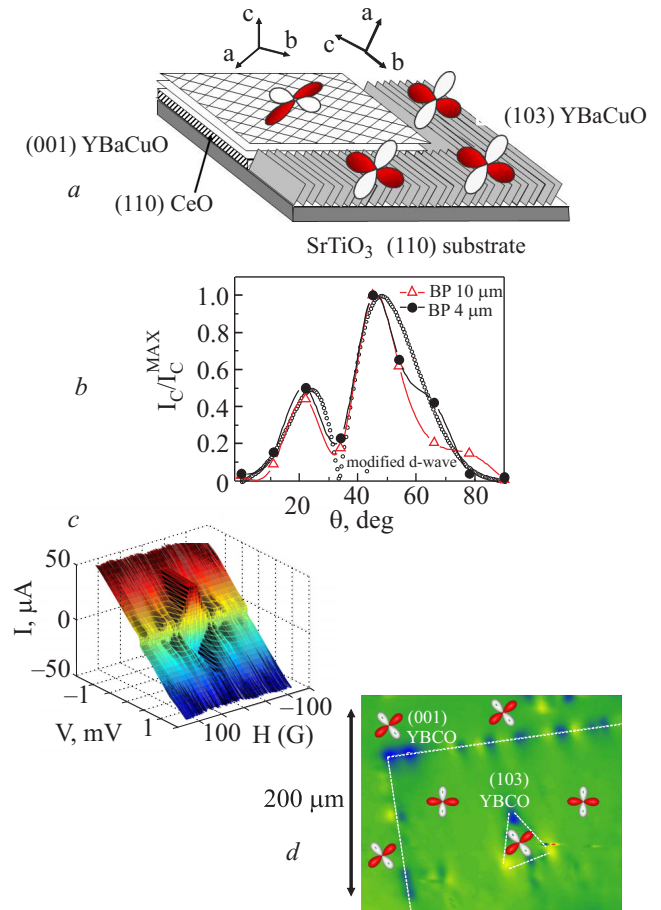 c
a
b
a
c
b
(001) YBaCuO
(103) YBaCuO
a
(110) CeO
SrTiO3 (110) substrate
b
I_C/I_C^MAX
1.0
0.8
0.6
0.4
0.2
0
BP 10 μm
BP 4 μm
modified d-wave
20
40
60
80
θ, deg
c
I, μA
50
0
–50
–1
1
V, mV
100
–100
H (G)
d
200 μm
(001)
YBCO
(103)
YBCO